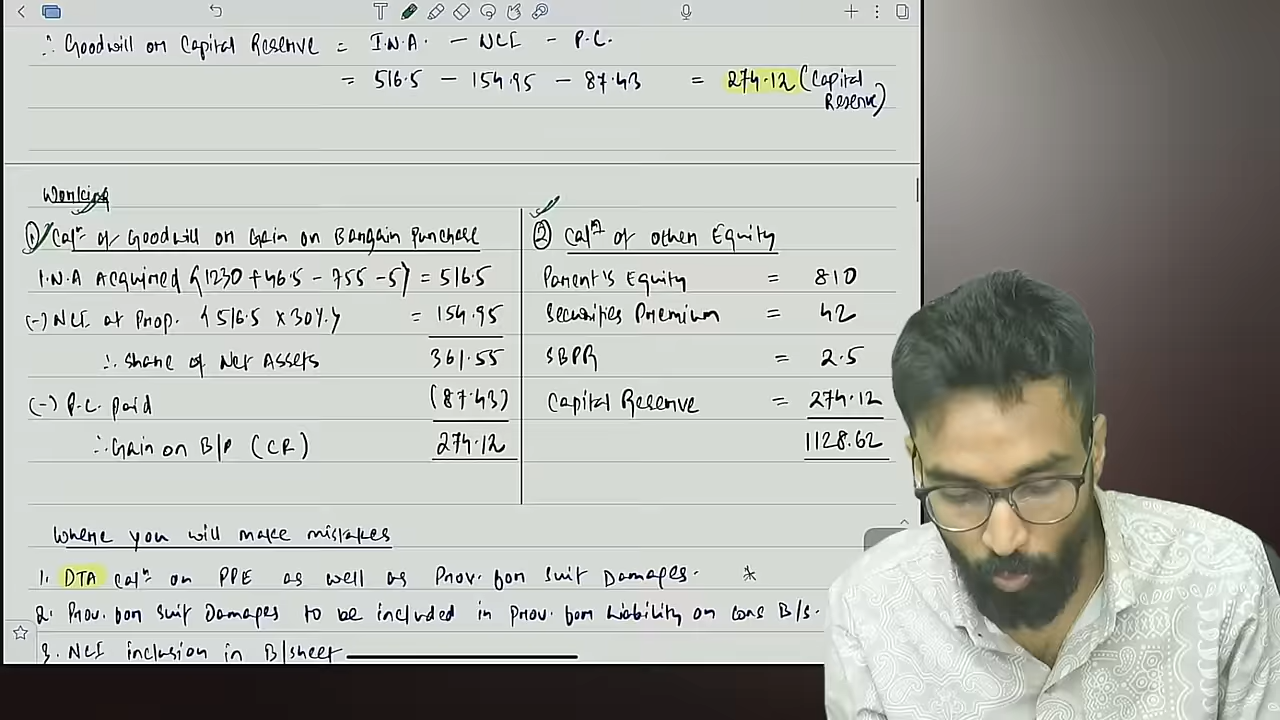 ∴ Goodwill on Capital Reserve = I.N.A. - NCI - P.C.
= 516.5 - 154.95 - 87.43 = 274.12 (Capital Reserve)
Working
① Calⁿ of Goodwill on Gain on Bargain Purchase
I.N.A Acquired {1230 + 46.5 - 755 - 5} = 516.5
(-) NCI at Prop. {516.5 x 30%} = 154.95
∴ Share of Net Assets 361.55
(-) P.C. paid (87.43)
∴ Gain on B/P (CR) 274.12
② Calⁿ of Other Equity
Parent's Equity = 810
Securities Premium = 42
SBPR = 2.5
Capital Reserve = 274.12
1128.62
Where you will make mistakes
1. DTA Calⁿ on PPE as well as Prov. for Suit Damages. *
2. Prov. for Suit Damages to be included in Prov. for Liability on Cons B/S.
3. NCI inclusion in B/sheet